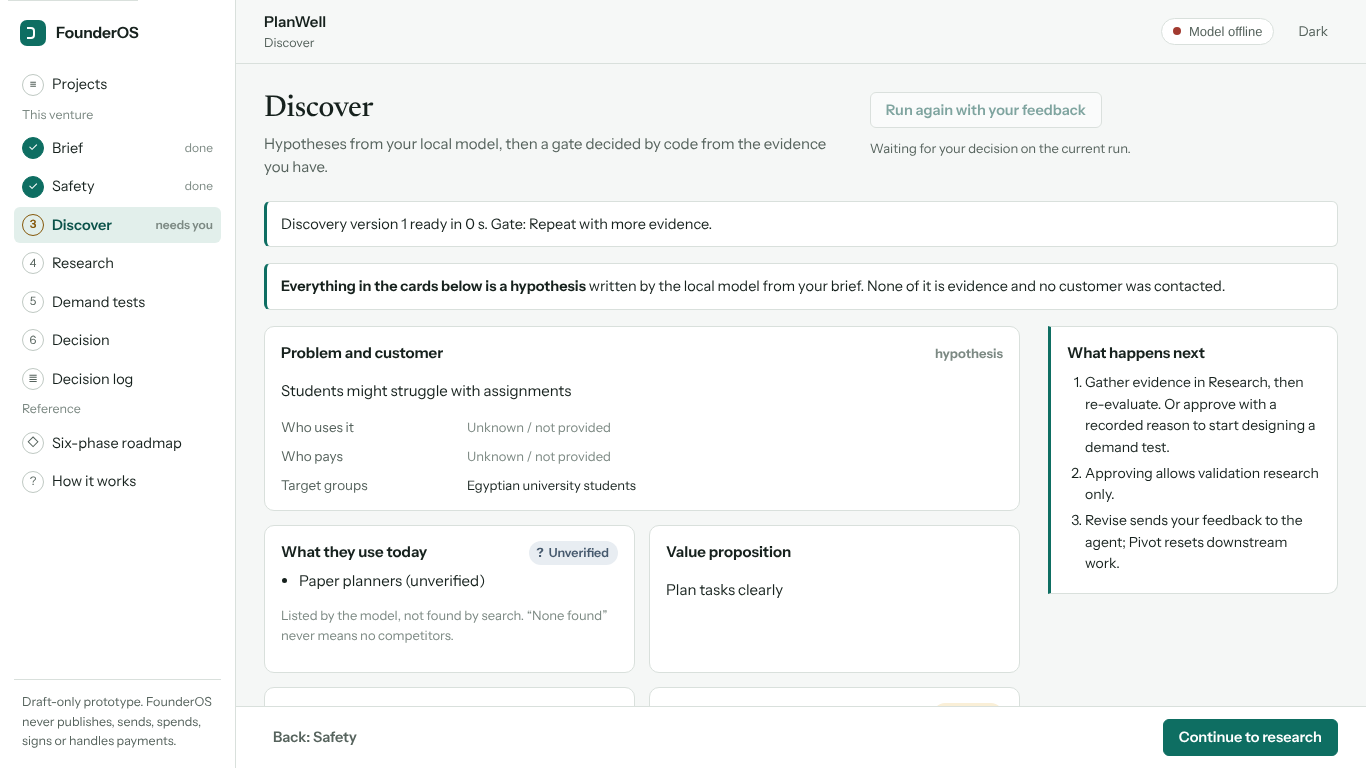 FounderOS
Projects
This venture
Brief done
Safety done
3 Discover needs you
4 Research
5 Demand tests
6 Decision
Decision log
Reference
Six-phase roadmap
? How it works
Draft-only prototype. FounderOS
never publishes, sends, spends,
signs or handles payments.
PlanWell
Discover
Model offline
Dark
Discover
Hypotheses from your local model, then a gate decided by code from the evidence
you have.
Run again with your feedback
Waiting for your decision on the current run.
Discovery version 1 ready in 0 s. Gate: Repeat with more evidence.
Everything in the cards below is a hypothesis written by the local model from your brief. None of it is evidence and no customer was contacted.
Problem and customer hypothesis
Students might struggle with assignments
Who uses it Unknown / not provided
Who pays Unknown / not provided
Target groups Egyptian university students
What they use today ? Unverified
• Paper planners (unverified)
Listed by the model, not found by search. “None found”
never means no competitors.
Value proposition
Plan tasks clearly
What happens next
1. Gather evidence in Research, then
re-evaluate. Or approve with a
recorded reason to start designing a
demand test.
2. Approving allows validation research
only.
3. Revise sends your feedback to the
agent; Pivot resets downstream
work.
Back: Safety
Continue to research